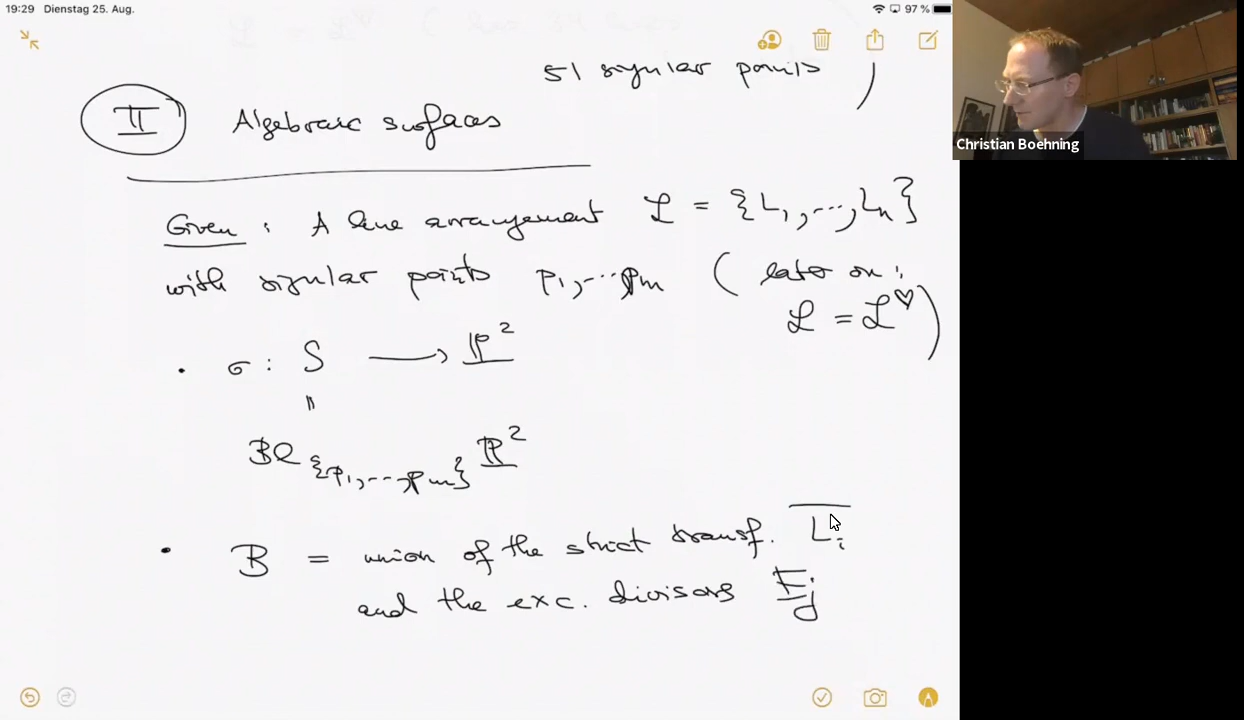 19:29 Dienstag 25. Aug.
97 %
51 singular points )
II Algebraic surfaces
Given : A line arrangement ℒ = {L₁, ..., Lₙ}
with singular points p₁, ... pₘ ( later on :
ℒ = ℒ♡ )
• σ : S → ℙ²
=
Bl {p₁, ..., pₘ} ℙ²
• B = union of the strict transf. L̅ᵢ
and the exc. divisors Eⱼ
Christian Boehning